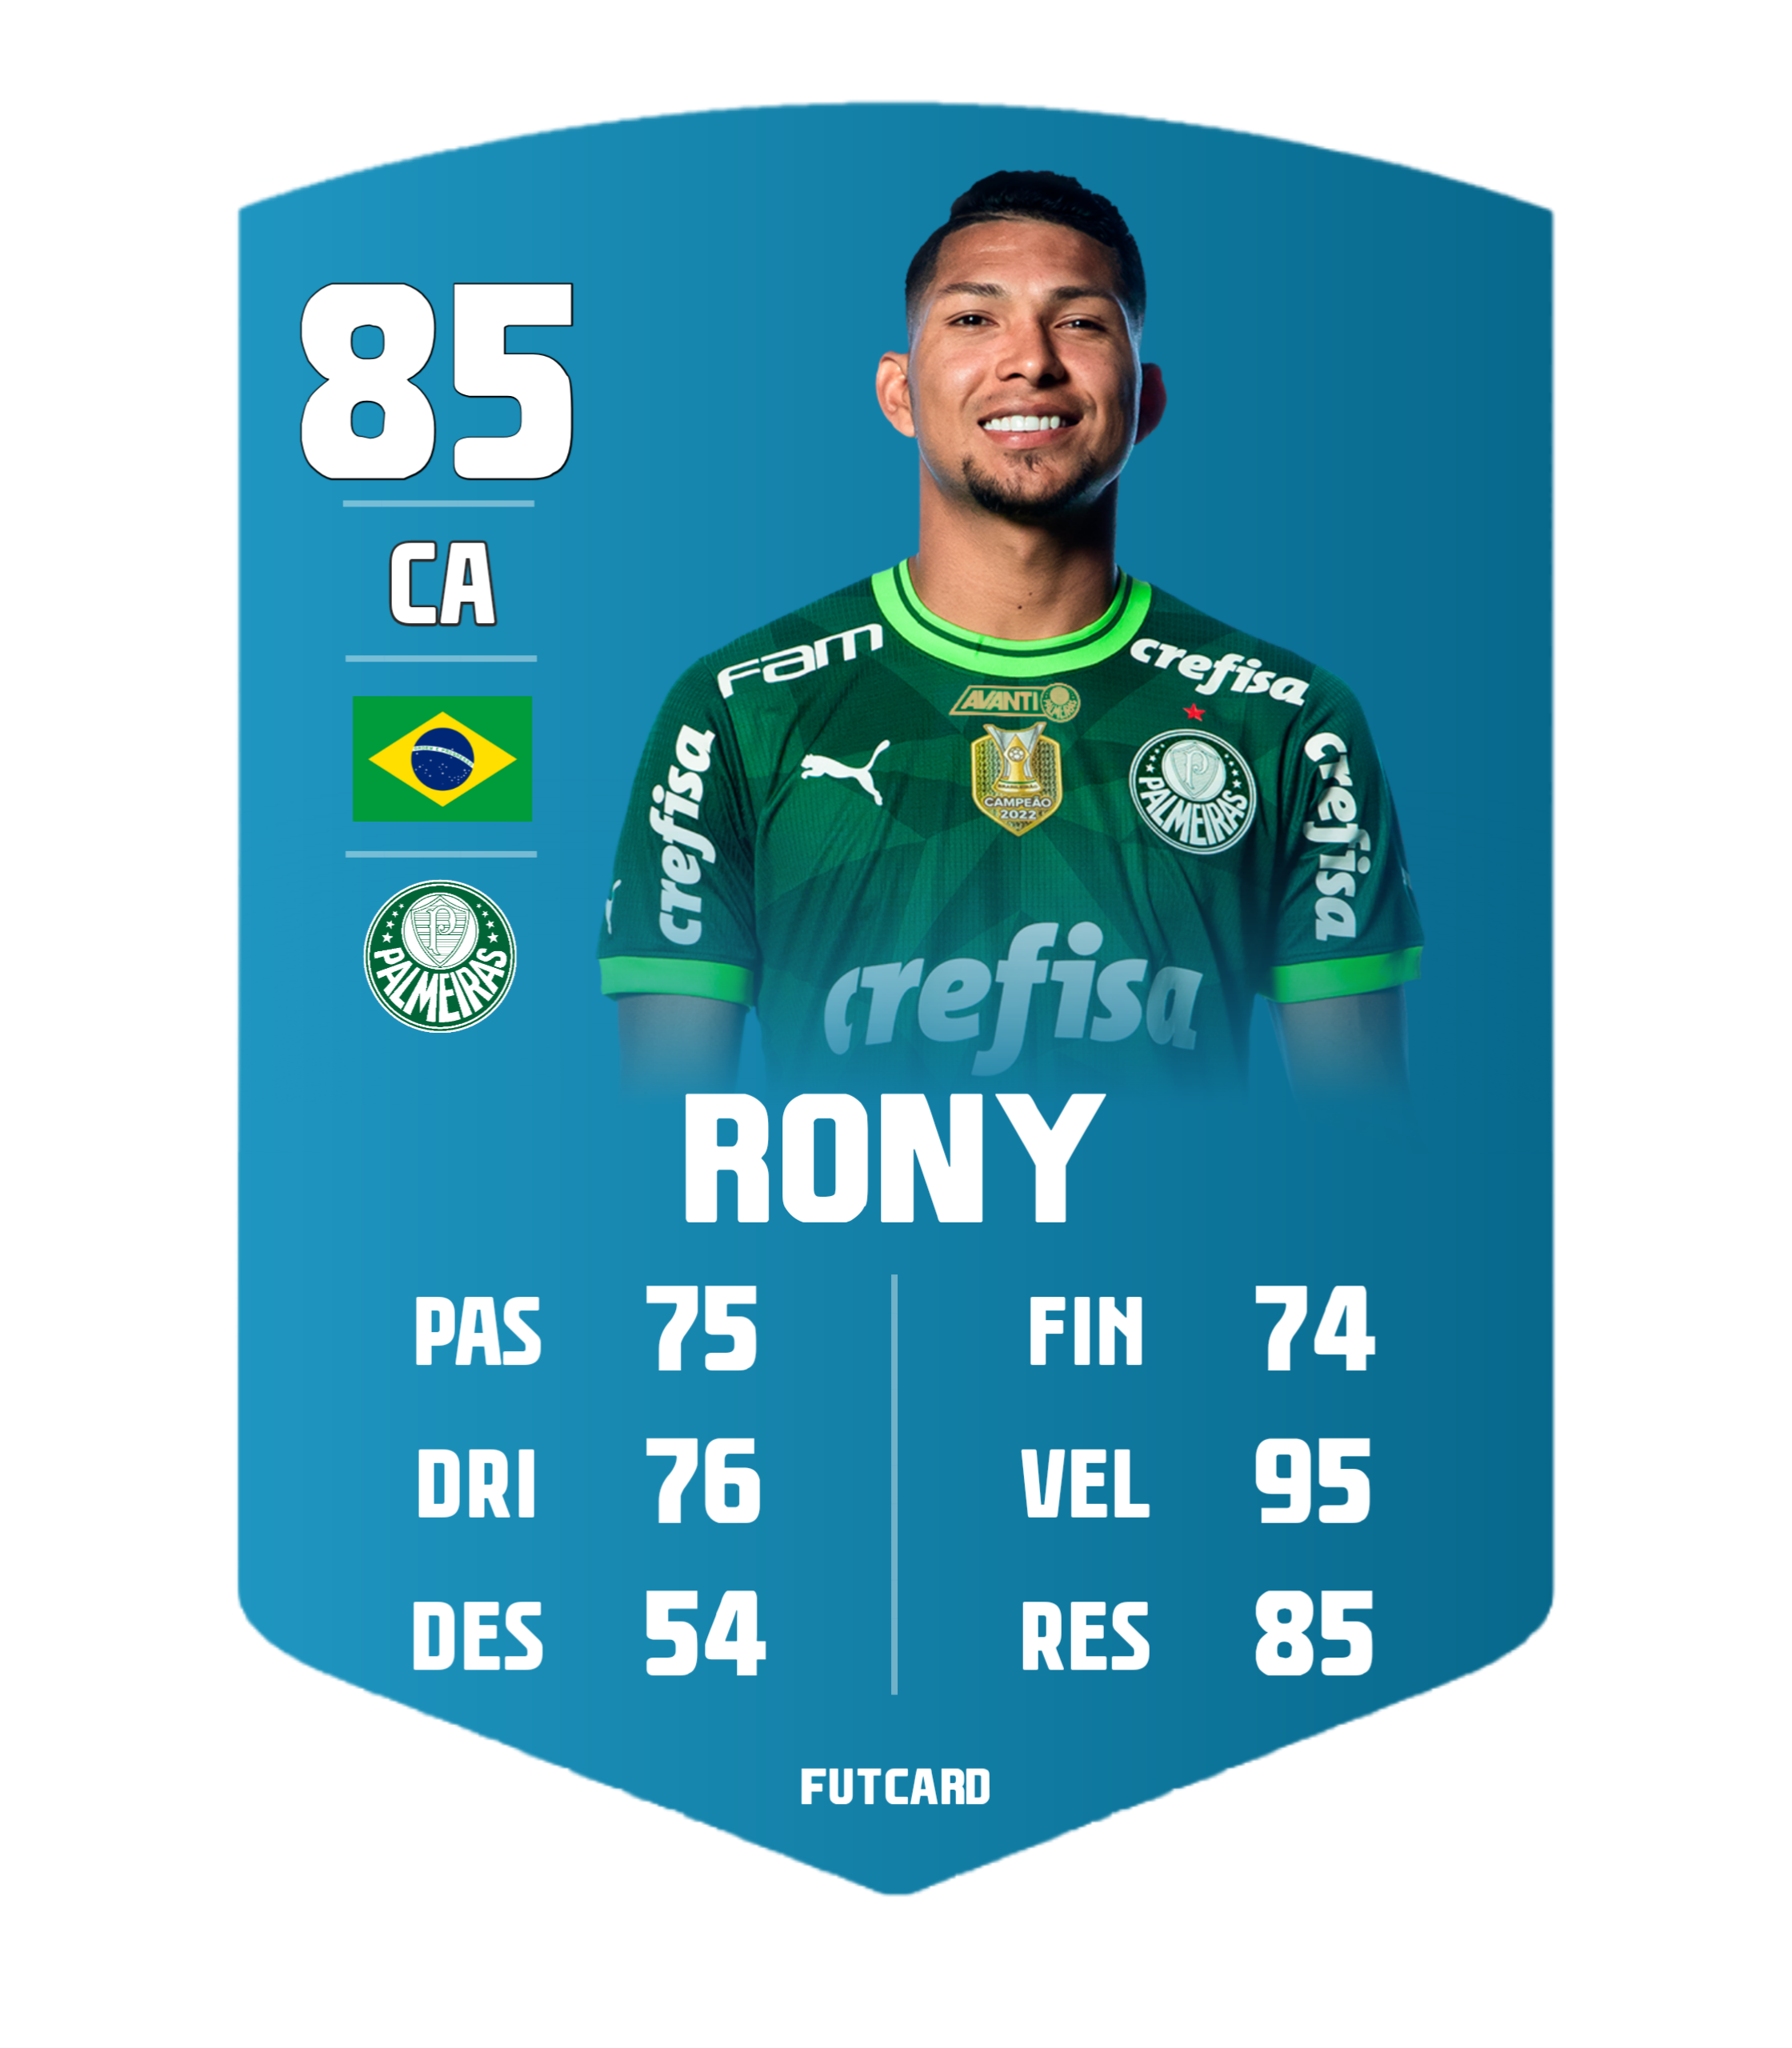 85
CA
PALMEIRAS
fam
crefisa
AVANTI
crefisa
CAMPEÃO
2022
PALMEIRAS
crefisa
crefisa
RONY
PAS 75
FIN 74
DRI 76
VEL 95
DES 54
RES 85
FUTCARD